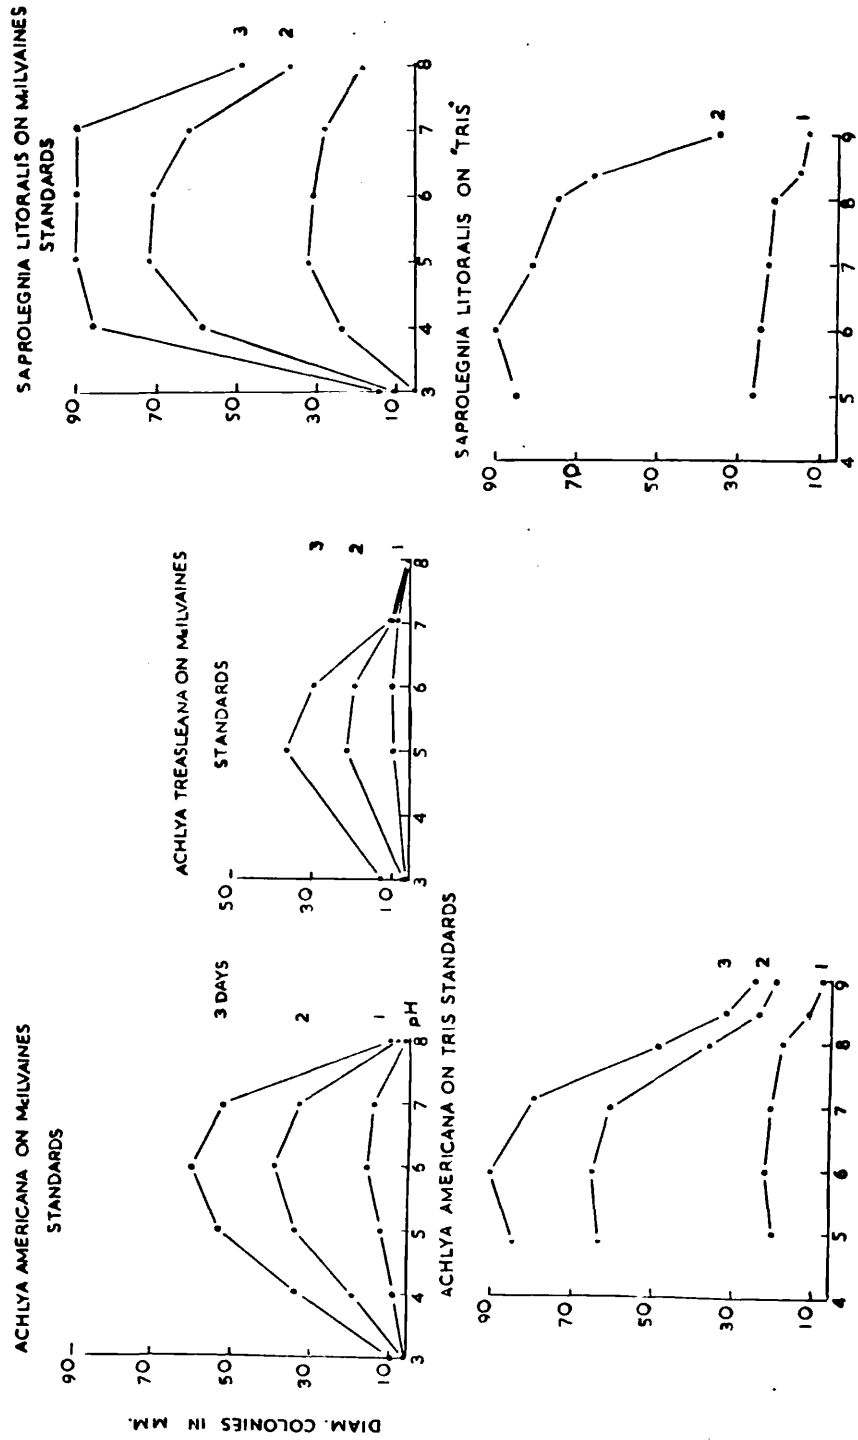 ACHLYA AMERICANA ON McILVAINES
STANDARDS
DIAM. COLONIES IN MM.
90
70
50
30
10
3 DAYS
2
1
3 4 5 6 7 8 pH
ACHLYA TREASLEANA ON McILVAINES
STANDARDS
50
30
10
3
2
1
3 4 5 6 7 8
SAPROLEGNIA LITORALIS ON McILVAINES
STANDARDS
90
70
50
30
10
3
2
3 4 5 6 7 8
ACHLYA AMERICANA ON TRIS STANDARDS
90
70
50
30
10
3
2
1
4 5 6 7 8 9
SAPROLEGNIA LITORALIS ON "TRIS"
90
70
50
30
10
2
1
4 5 6 7 8 9